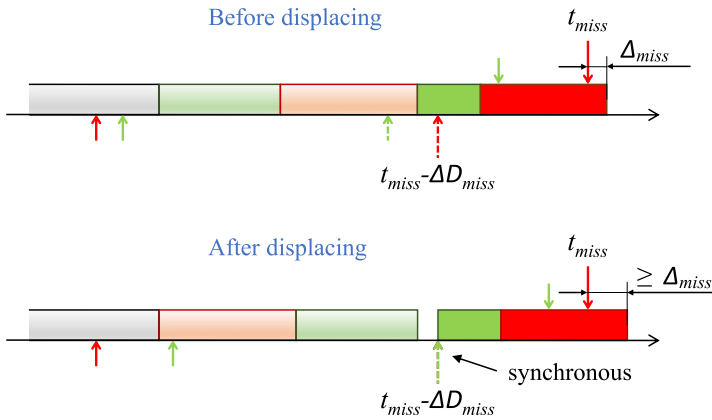 Before displacing
t_miss
Δ_miss
t_miss-ΔD_miss
After displacing
t_miss
≥ Δ_miss
synchronous
t_miss-ΔD_miss